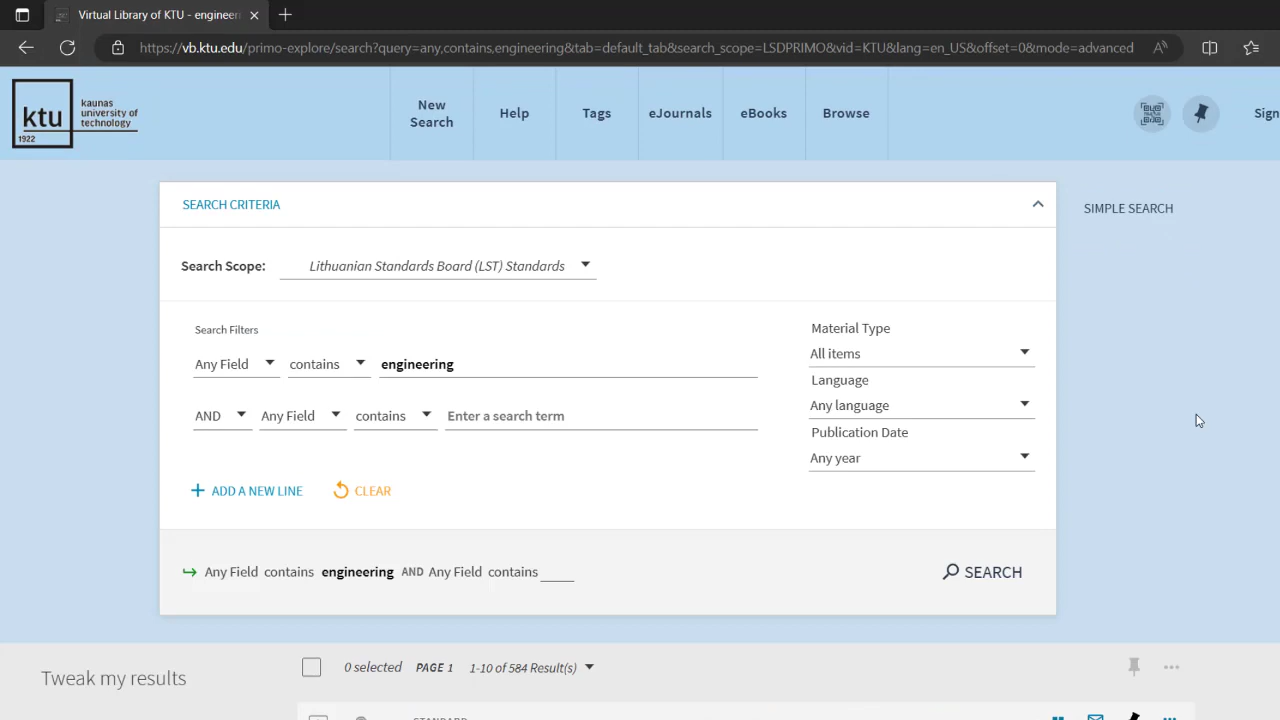 Virtual Library of KTU - engineer
https://vb.ktu.edu/primo-explore/search?query=any,contains,engineering&tab=default_tab&search_scope=LSDPRIMO&vid=KTU&lang=en_US&offset=0&mode=advanced
ktu
1922
kaunas
university of
technology
New
Search
Help
Tags
eJournals
eBooks
Browse
Sign
SEARCH CRITERIA
SIMPLE SEARCH
Search Scope: Lithuanian Standards Board (LST) Standards
Search Filters
Any Field contains engineering
AND Any Field contains Enter a search term
Material Type
All items
Language
Any language
Publication Date
Any year
+ ADD A NEW LINE CLEAR
Any Field contains engineering AND Any Field contains ____
SEARCH
Tweak my results
0 selected PAGE 1 1-10 of 584 Result(s)
STANDARD